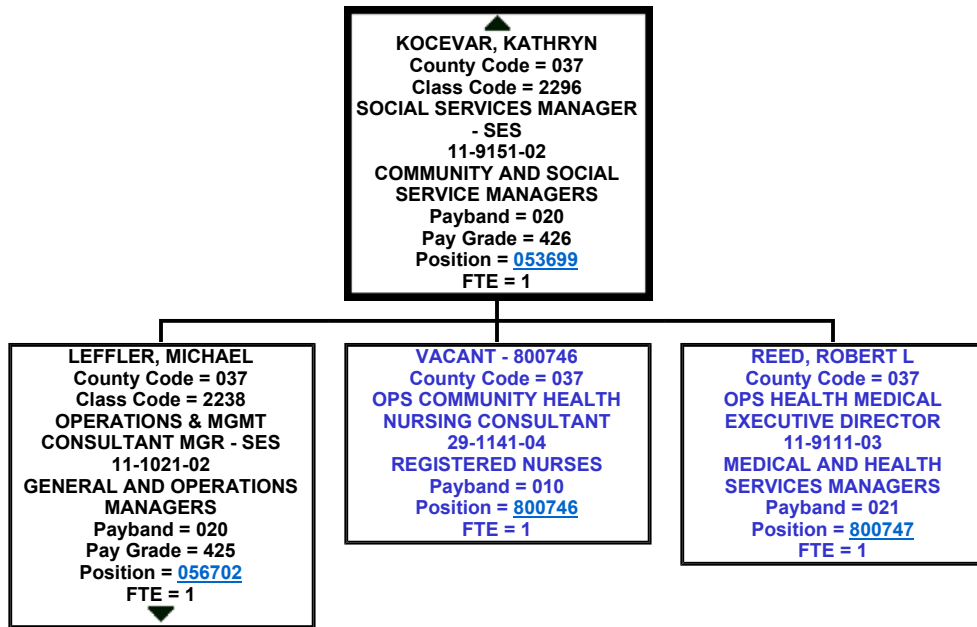 KOCEVAR, KATHRYN
County Code = 037
Class Code = 2296
SOCIAL SERVICES MANAGER
- SES
11-9151-02
COMMUNITY AND SOCIAL
SERVICE MANAGERS
Payband = 020
Pay Grade = 426
Position = 053699
FTE = 1
LEFFLER, MICHAEL
County Code = 037
Class Code = 2238
OPERATIONS & MGMT
CONSULTANT MGR - SES
11-1021-02
GENERAL AND OPERATIONS
MANAGERS
Payband = 020
Pay Grade = 425
Position = 056702
FTE = 1
VACANT - 800746
County Code = 037
OPS COMMUNITY HEALTH
NURSING CONSULTANT
29-1141-04
REGISTERED NURSES
Payband = 010
Position = 800746
FTE = 1
REED, ROBERT L
County Code = 037
OPS HEALTH MEDICAL
EXECUTIVE DIRECTOR
11-9111-03
MEDICAL AND HEALTH
SERVICES MANAGERS
Payband = 021
Position = 800747
FTE = 1